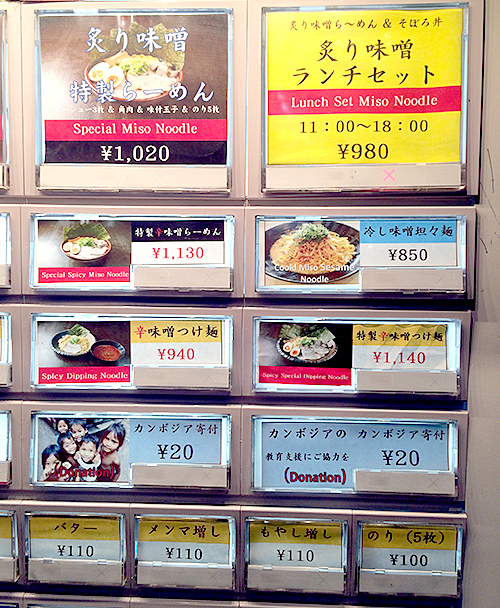 炙り味噌
特製らーめん
チャーシュー3枚 & 角肉 & 味付玉子 & のり5枚
Special Miso Noodle
¥1,020
炙り味噌ら〜めん & そぼろ丼
炙り味噌
ランチセット
Lunch Set Miso Noodle
11：00〜18：00
¥980
特製辛味噌らーめん
¥1,130
Special Spicy Miso Noodle
冷し味噌坦々麺
¥850
Coold Miso Sesame
Noodle
辛味噌つけ麺
¥940
Spicy Dipping Noodle
特製辛味噌つけ麺
¥1,140
Spicy Special Dipping Noodle
カンボジア寄付
¥20
(Donation)
カンボジアの
教育支援にご協力を
(Donation)
カンボジア寄付
¥20
バター
¥110
メンマ増し
¥110
もやし増し
¥110
のり（5枚）
¥100